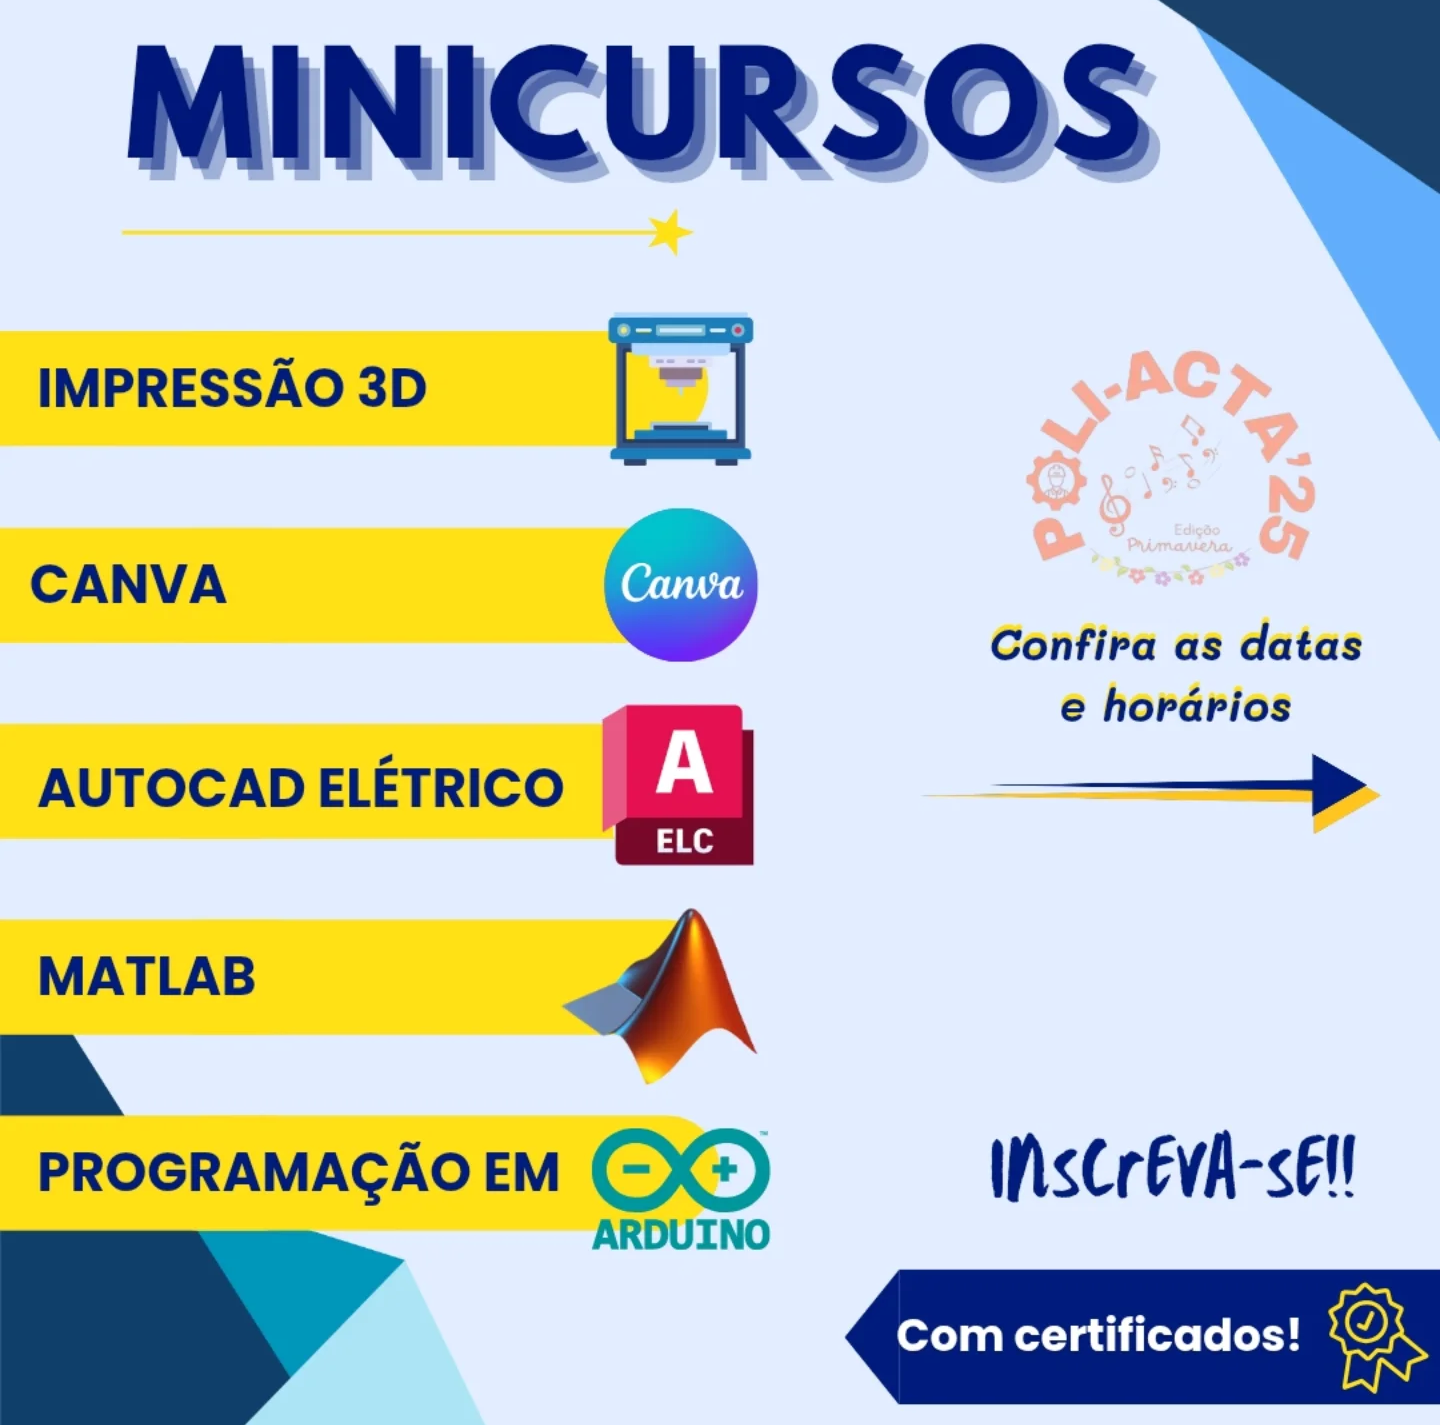 MINICURSOS
IMPRESSÃO 3D
CANVA
Canva
AUTOCAD ELÉTRICO
A
ELC
MATLAB
PROGRAMAÇÃO EM
ARDUINO
™
POLI-ACTA'25
Edição
Primavera
Confira as datas
e horários
INsCrEVA-sE!!
Com certificados!